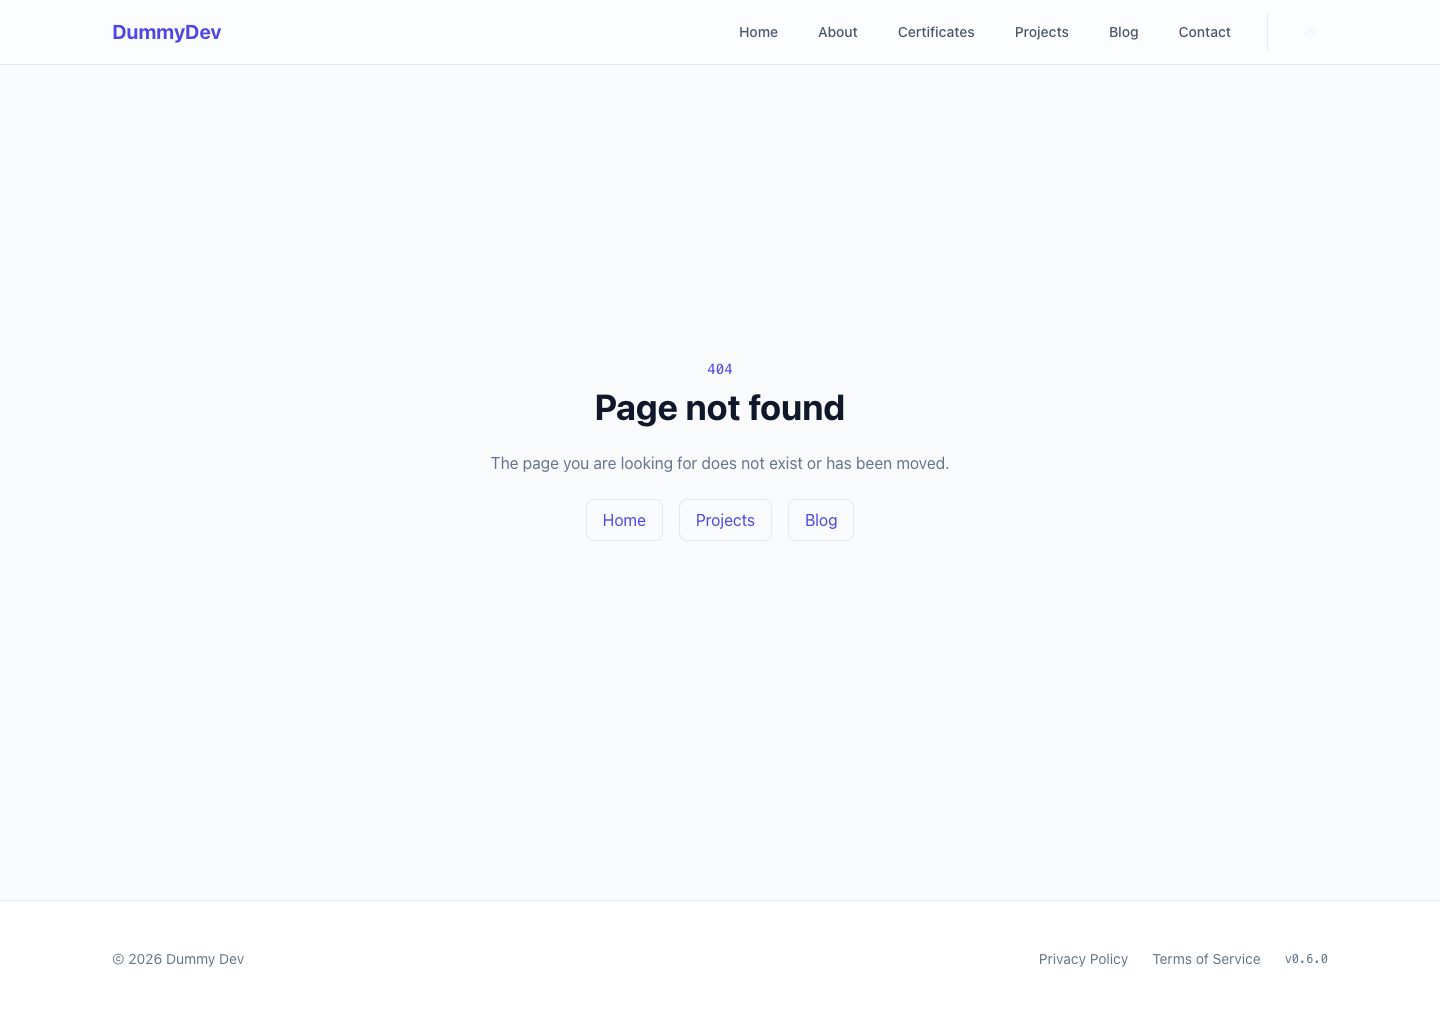 DummyDev
Home About Certificates Projects Blog Contact
404
Page not found
The page you are looking for does not exist or has been moved.
Home Projects Blog
© 2026 Dummy Dev
Privacy Policy Terms of Service v0.6.0